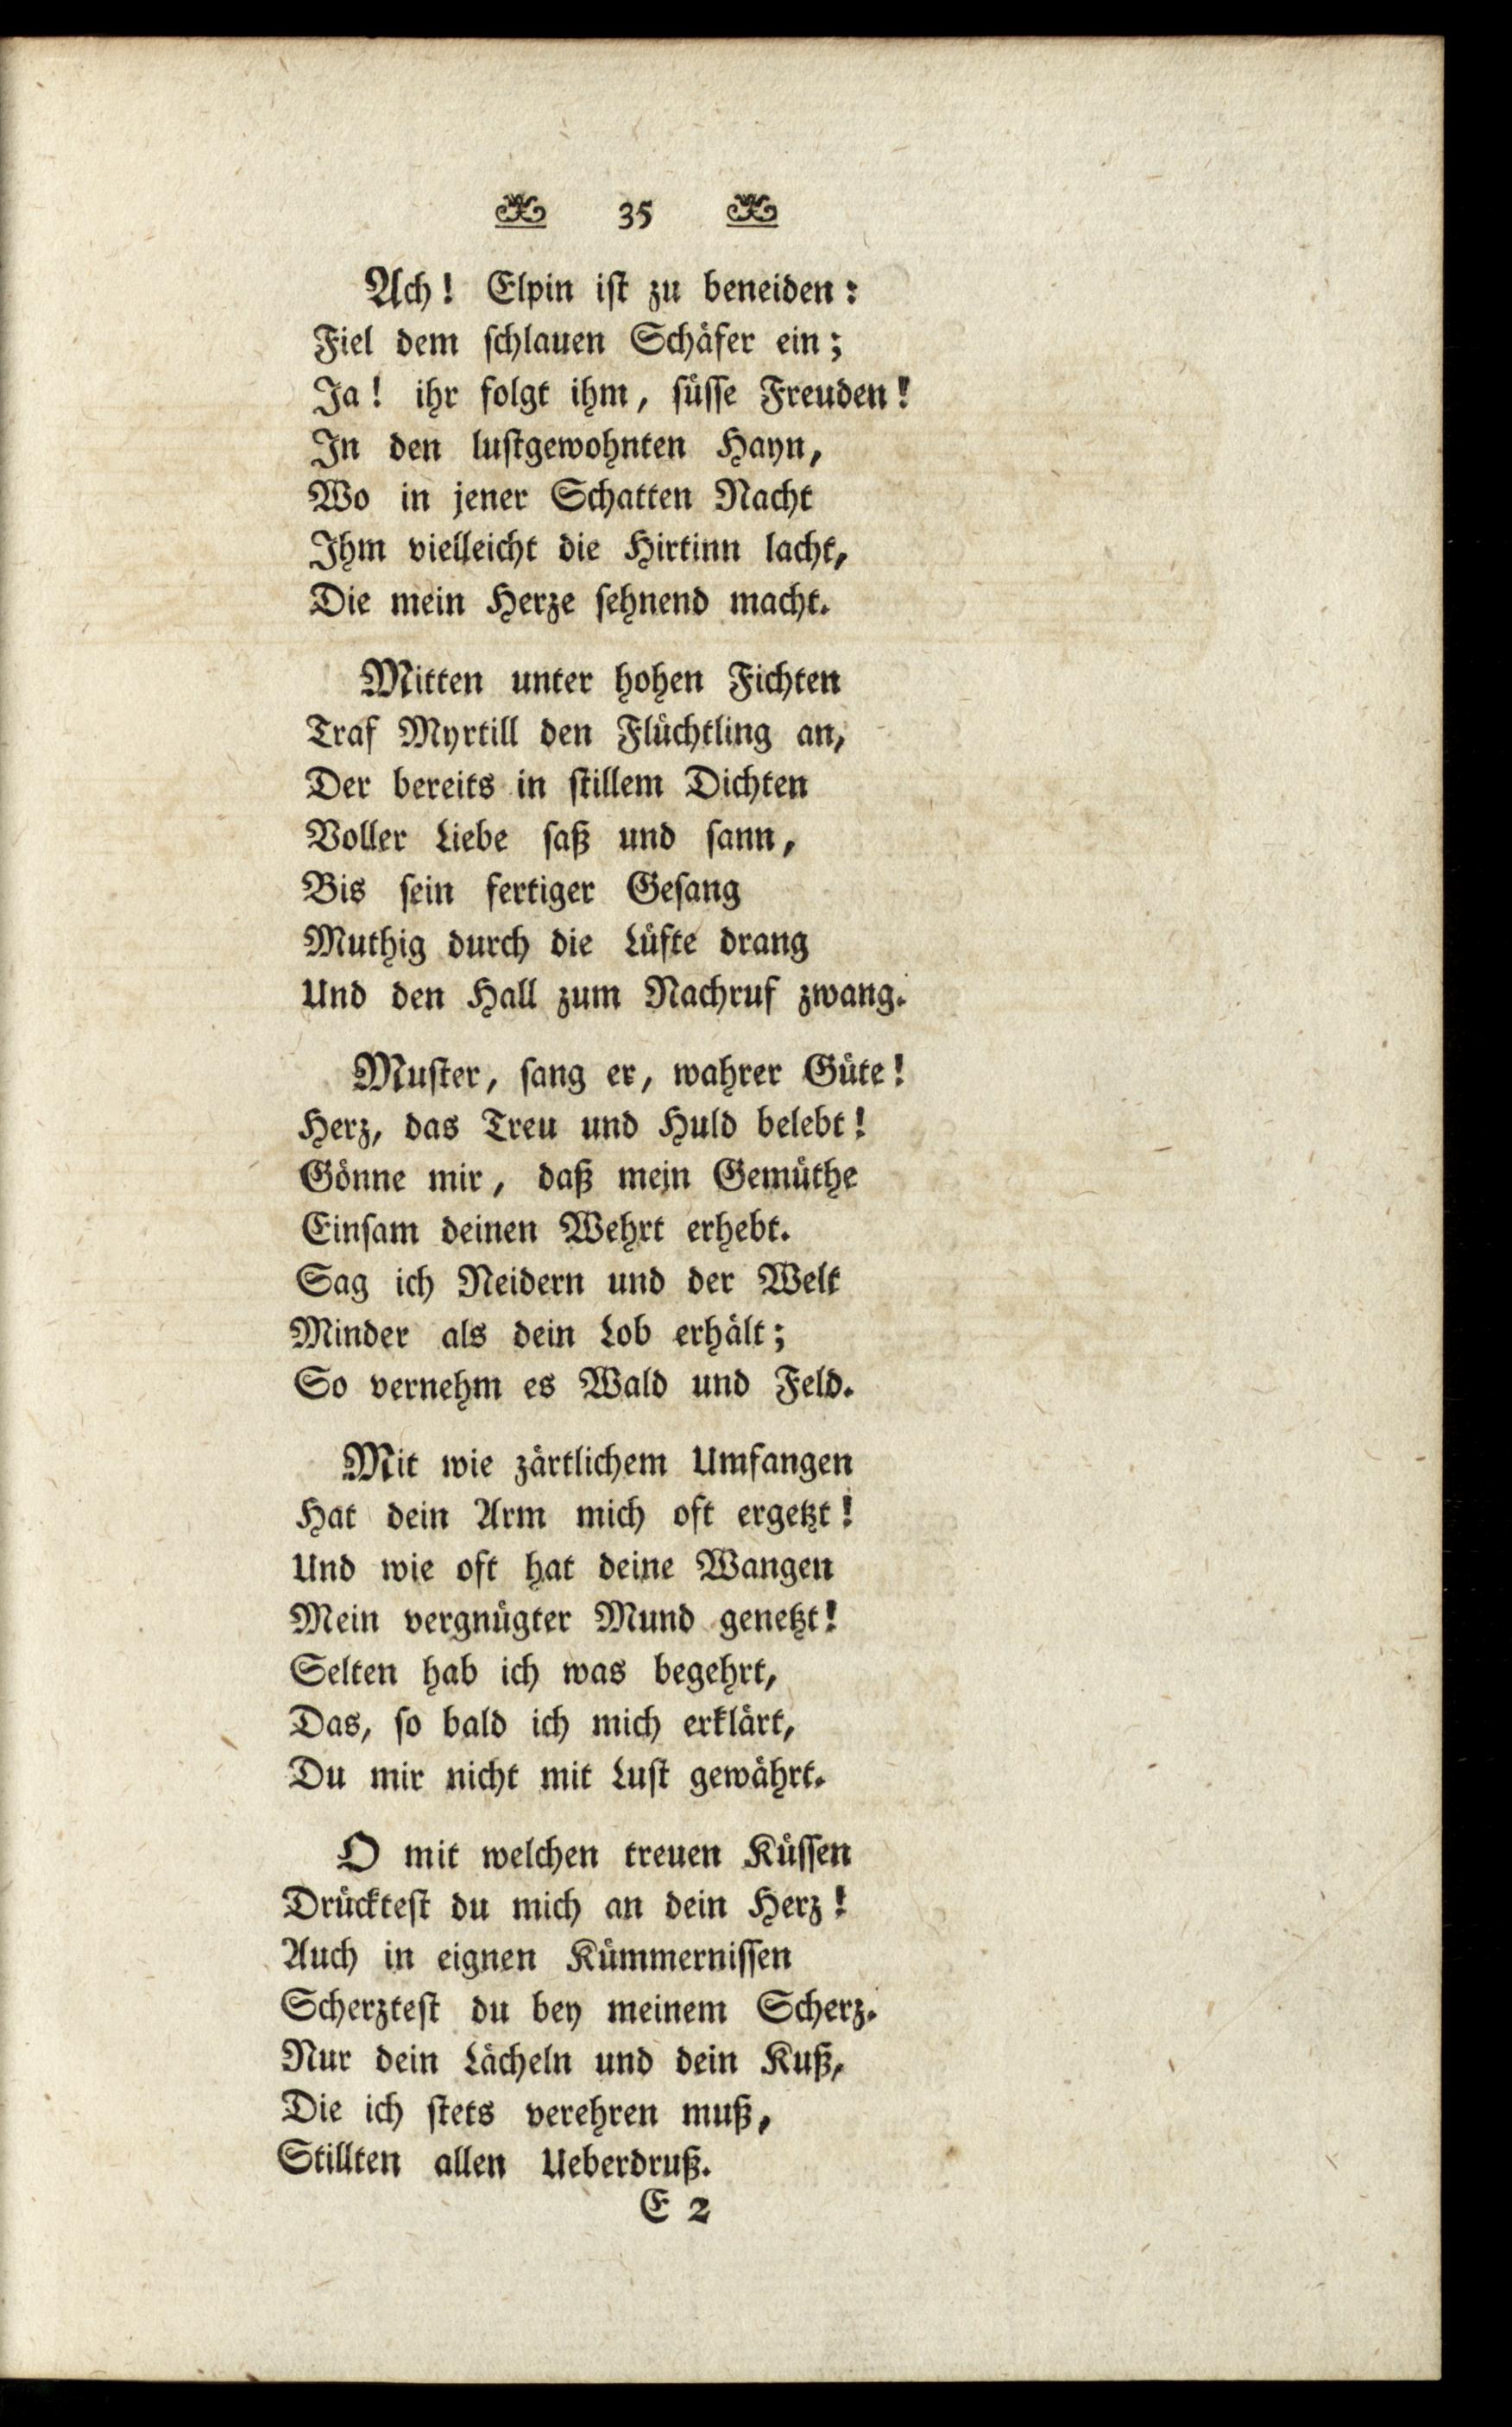 35
Ach! Elpin ist zu beneiden:
Fiel dem schlauen Schäfer ein;
Ja! ihr folgt ihm, süsse Freuden!
In den lustgewohnten Hayn,
Wo in jener Schatten Nacht
Ihm vielleicht die Hirtinn lacht,
Die mein Herze sehnend macht.
Mitten unter hohen Fichten
Traf Myrtill den Flüchtling an,
Der bereits in stillem Dichten
Voller Liebe saß und sann,
Bis sein fertiger Gesang
Muthig durch die Lüfte drang
Und den Hall zum Nachruf zwang.
Muster, sang er, wahrer Güte!
Herz, das Treu und Huld belebt!
Gönne mir, daß mein Gemüthe
Einsam deinen Wehrt erhebt.
Sag ich Neidern und der Welt
Minder als dein Lob erhält;
So vernehm es Wald und Feld.
Mit wie zärtlichem Umfangen
Hat dein Arm mich oft ergetzt!
Und wie oft hat deine Wangen
Mein vergnügter Mund genetzt!
Selten hab ich was begehrt,
Das, so bald ich mich erklärt,
Du mir nicht mit Lust gewährt.
O mit welchen treuen Küssen
Drücktest du mich an dein Herz!
Auch in eignen Kümmernissen
Scherztest du bey meinem Scherz.
Nur dein Lächeln und dein Kuß,
Die ich stets verehren muß,
Stillten allen Ueberdruß.
E 2